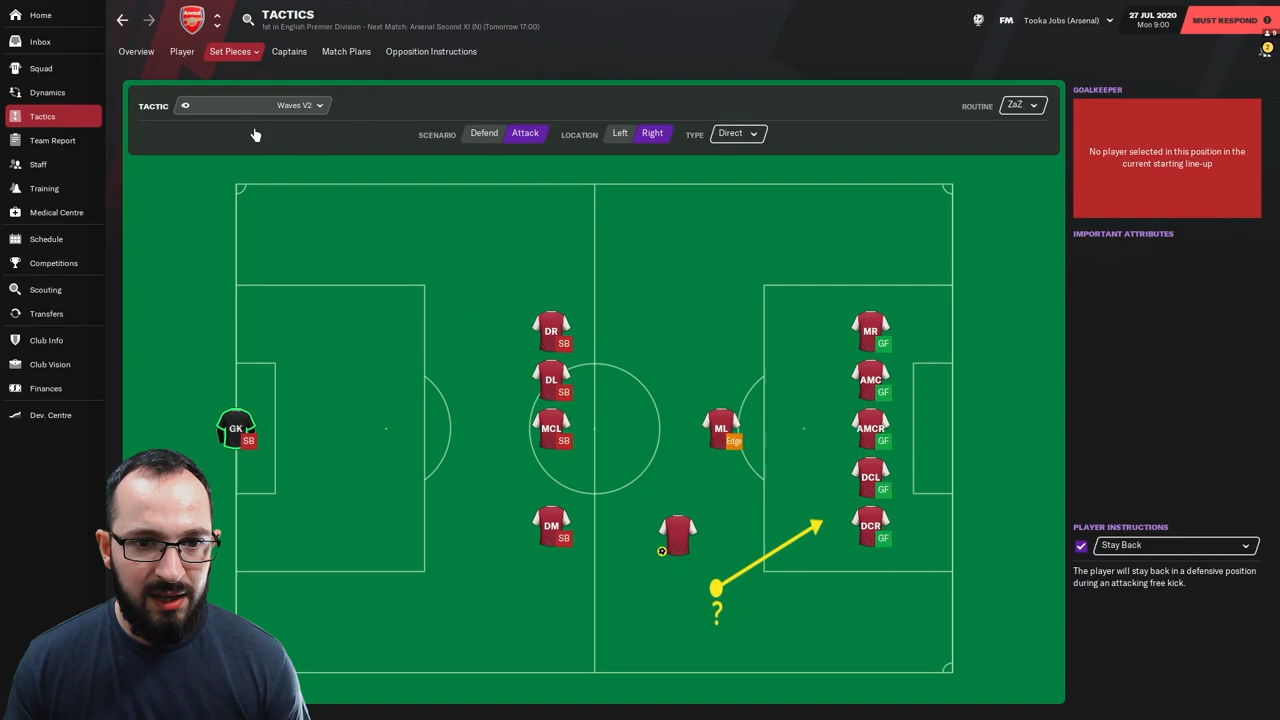 Home
Inbox
Squad
Dynamics
Tactics
Team Report
Staff
Training
Medical Centre
Schedule
Competitions
Scouting
Transfers
Club Info
Club Vision
Finances
Dev. Centre
TACTICS
1st in English Premier Division - Next Match: Arsenal Second XI (N) (Tomorrow 17:00)
FM
Tooka Jobs (Arsenal)
27 JUL 2020
Mon 9:00
MUST RESPOND
9
2
Overview
Player
Set Pieces
Captains
Match Plans
Opposition Instructions
TACTIC
Waves V2
ROUTINE
ZaZ
SCENARIO
Defend
Attack
LOCATION
Left
Right
TYPE
Direct
DR
SB
MR
GF
DL
SB
AMC
GF
GK
SB
MCL
SB
ML
Edge
AMCR
GF
DCL
GF
DM
SB
DCR
GF
?
GOALKEEPER
No player selected in this position in the
current starting line-up
IMPORTANT ATTRIBUTES
PLAYER INSTRUCTIONS
Stay Back
The player will stay back in a defensive position
during an attacking free kick.